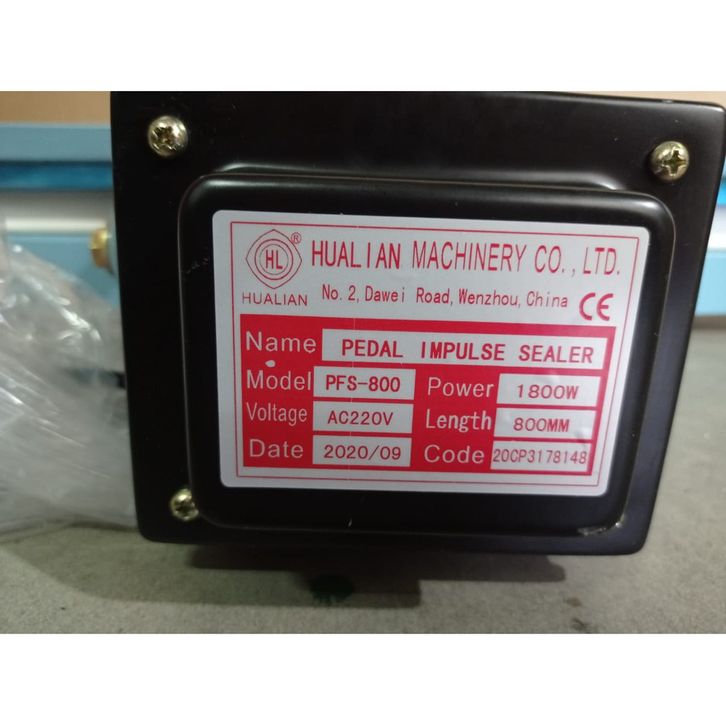 HL ®
HUALIAN
HUALIAN MACHINERY CO., LTD.
No. 2, Dawei Road, Wenzhou, China CE
Name PEDAL IMPULSE SEALER
Model PFS-800 Power 1800W
Voltage AC220V Length 800MM
Date 2020/09 Code 20CP3178148